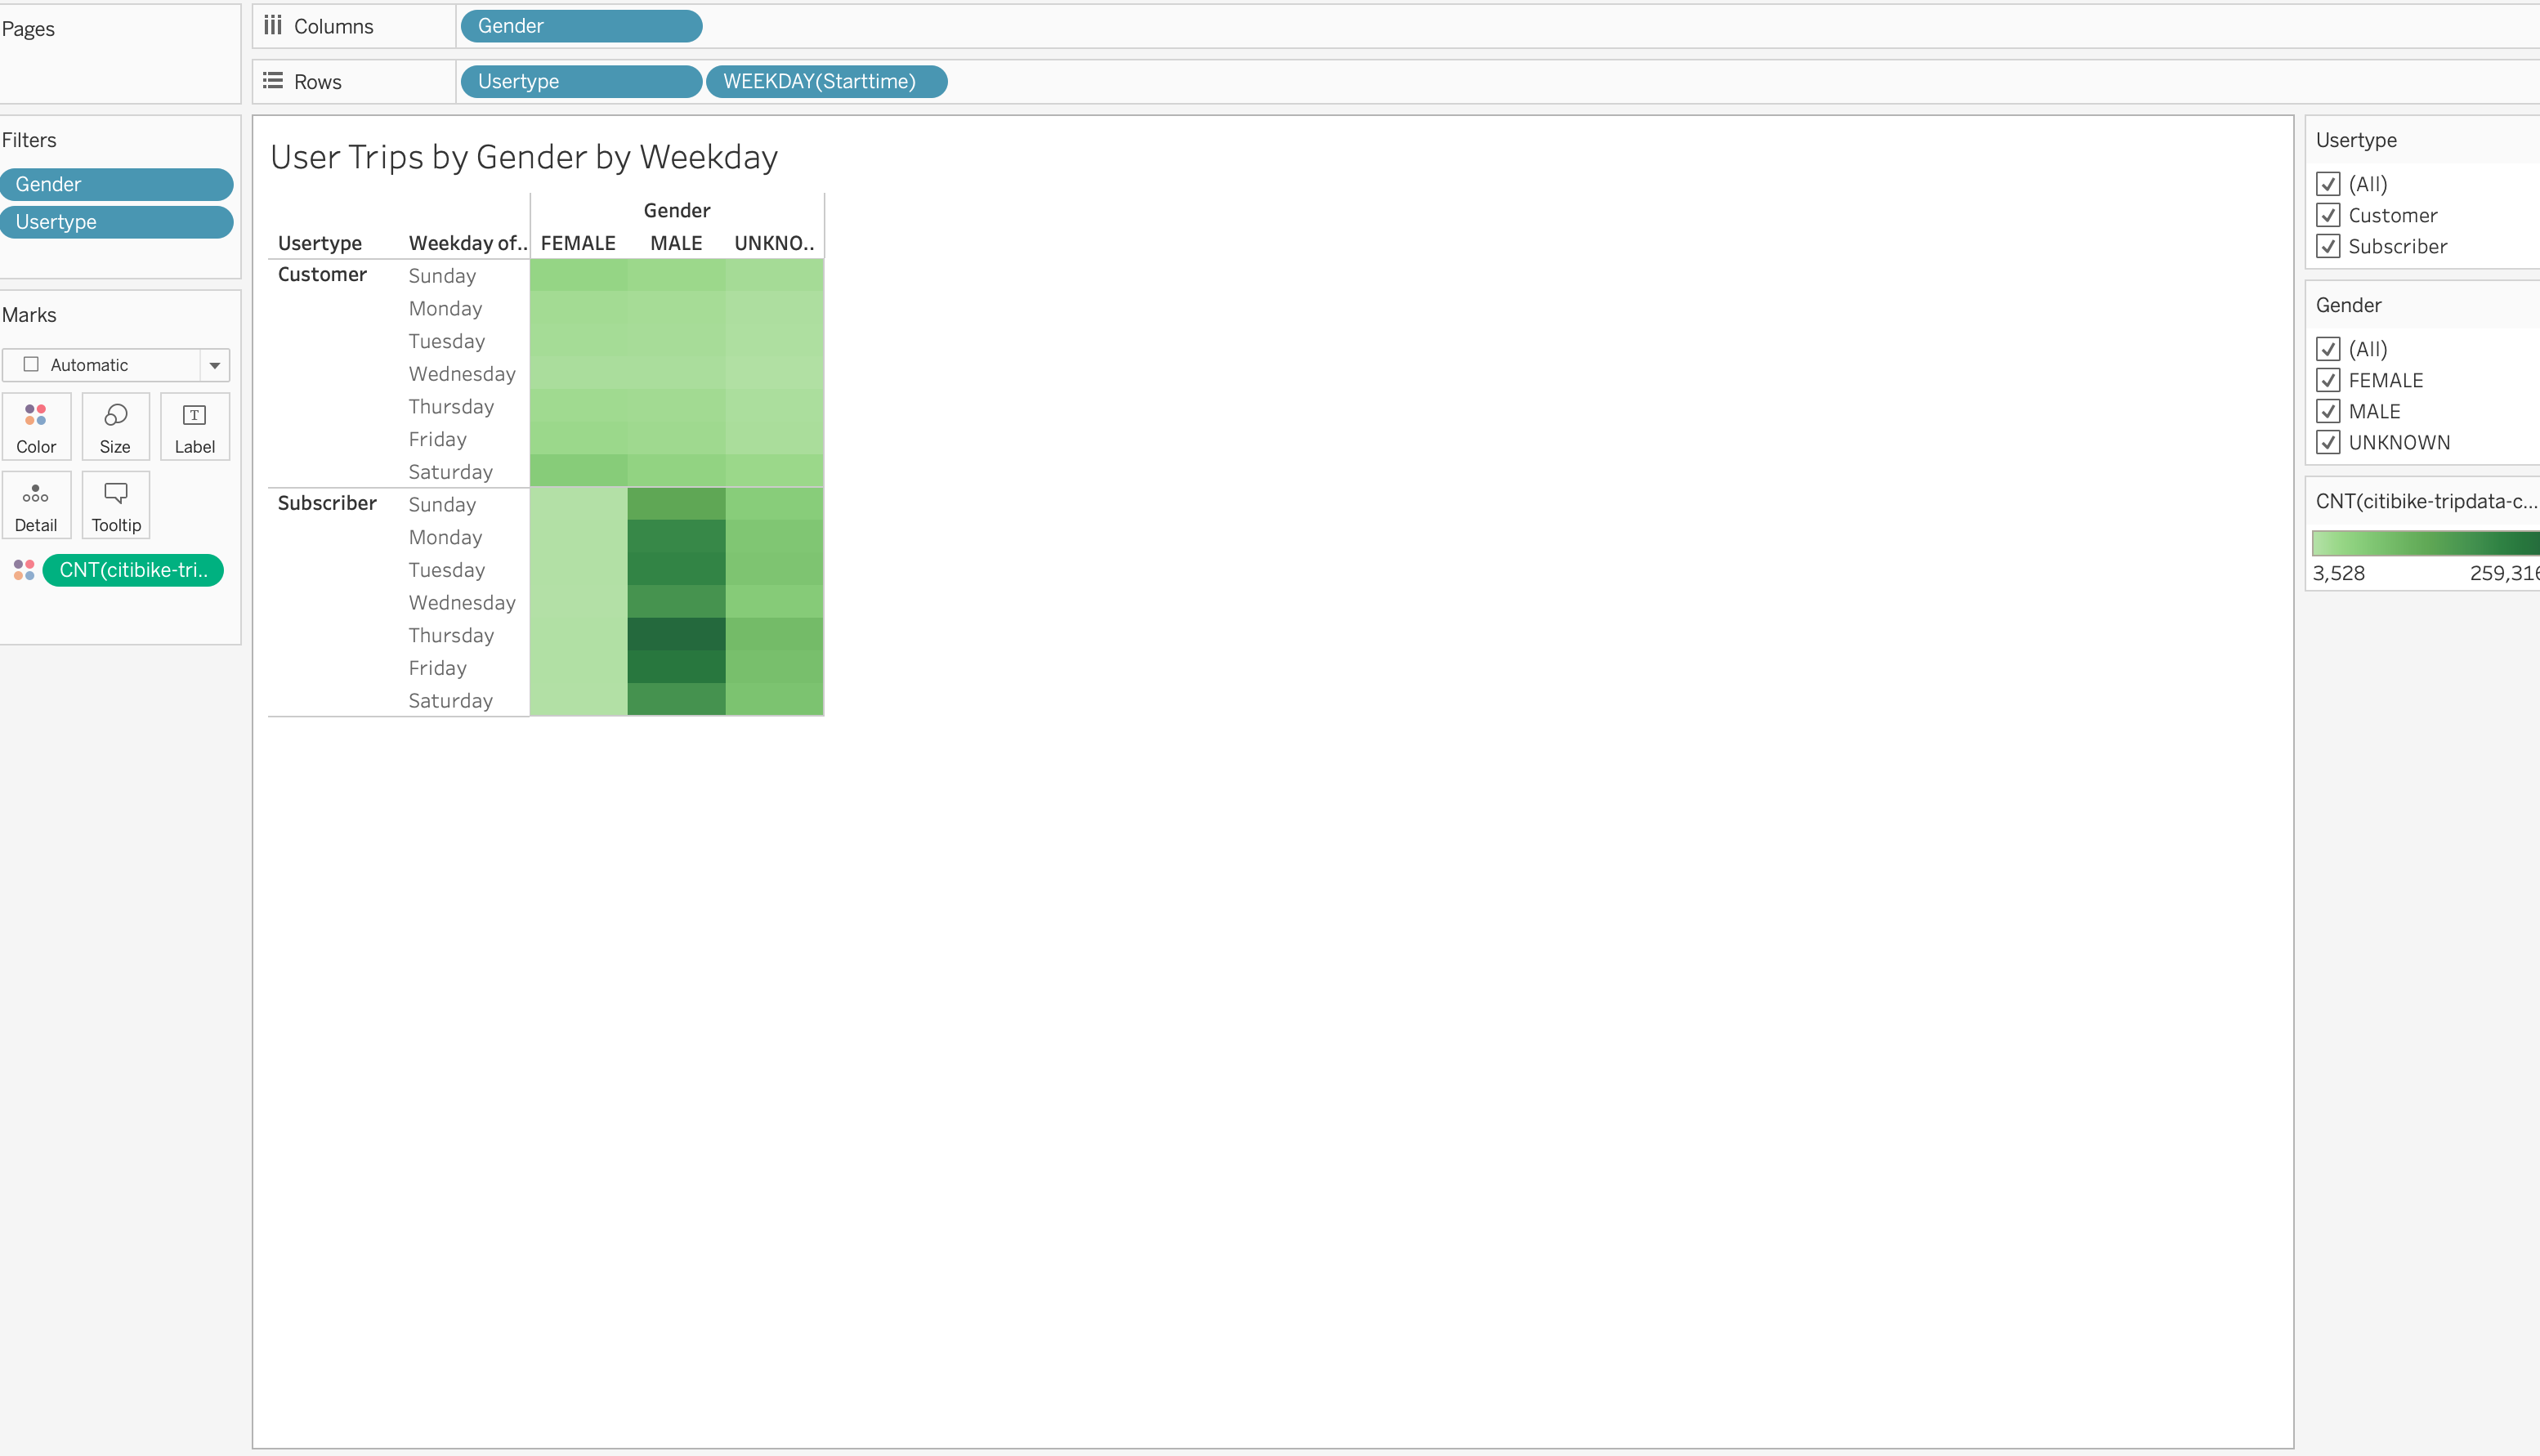 Pages
Columns Gender
Rows Usertype WEEKDAY(Starttime)
Filters
Gender
Usertype
Marks
Automatic
Color Size Label
Detail Tooltip
CNT(citibike-tri..
User Trips by Gender by Weekday
Gender
Usertype Weekday of.. FEMALE MALE UNKNO..
Customer Sunday
Monday
Tuesday
Wednesday
Thursday
Friday
Saturday
Subscriber Sunday
Monday
Tuesday
Wednesday
Thursday
Friday
Saturday
Usertype
(All)
Customer
Subscriber
Gender
(All)
FEMALE
MALE
UNKNOWN
CNT(citibike-tripdata-c...
3,528 259,316